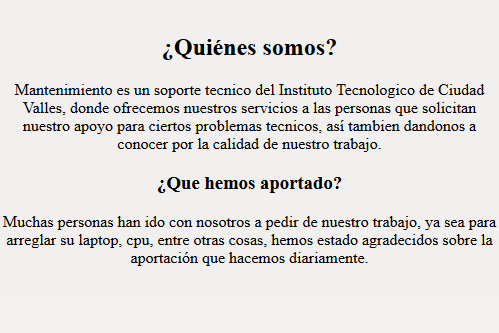 ¿Quiénes somos?
Mantenimiento es un soporte tecnico del Instituto Tecnologico de Ciudad
Valles, donde ofrecemos nuestros servicios a las personas que solicitan
nuestro apoyo para ciertos problemas tecnicos, así tambien dandonos a
conocer por la calidad de nuestro trabajo.
¿Que hemos aportado?
Muchas personas han ido con nosotros a pedir de nuestro trabajo, ya sea para
arreglar su laptop, cpu, entre otras cosas, hemos estado agradecidos sobre la
aportación que hacemos diariamente.